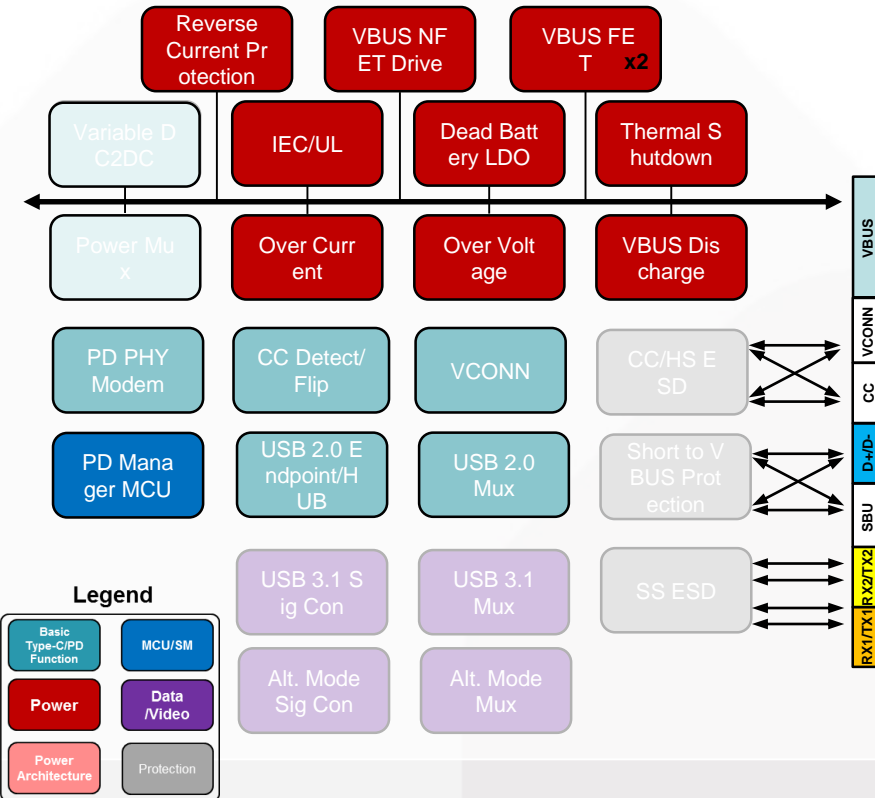 Reverse
Current Pr
otection
VBUS NF
ET Drive
VBUS FE
T x2
Variable D
C2DC
IEC/UL
Dead Batt
ery LDO
Thermal S
hutdown
Power Mu
x
Over Curr
ent
Over Volt
age
VBUS Dis
charge
VBUS
PD PHY
Modem
CC Detect/
Flip
VCONN
CC/HS E
SD
VCONN
CC
PD Mana
ger MCU
USB 2.0 E
ndpoint/H
UB
USB 2.0
Mux
Short to V
BUS Prot
ection
D+/D-
SBU
USB 3.1 S
ig Con
USB 3.1
Mux
SS ESD
RX2/TX2
RX1/TX1
Alt. Mode
Sig Con
Alt. Mode
Mux
Legend
Basic
Type-C/PD
Function
MCU/SM
Power
Data
/Video
Power
Architecture
Protection